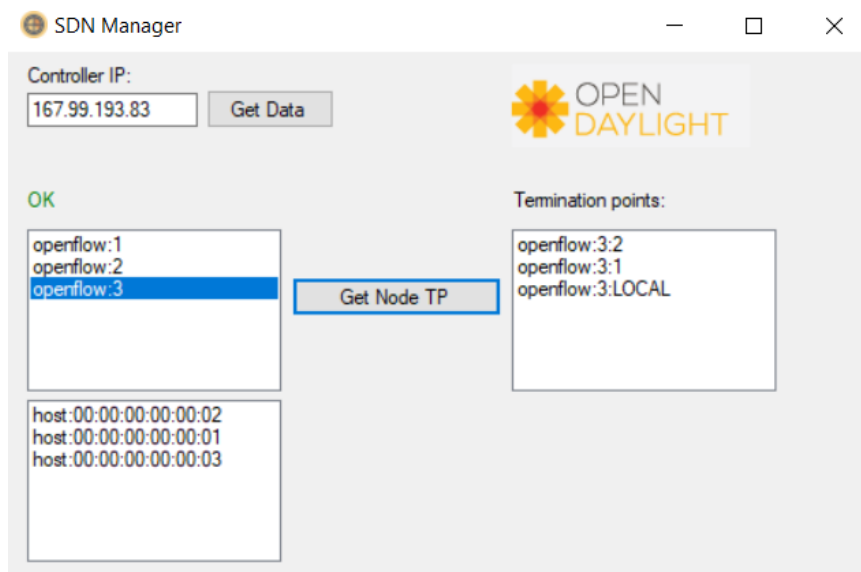 SDN Manager
Controller IP:
167.99.193.83
Get Data
OPEN
DAYLIGHT
OK
Termination points:
openflow:1
openflow:2
openflow:3
Get Node TP
openflow:3:2
openflow:3:1
openflow:3:LOCAL
host:00:00:00:00:00:02
host:00:00:00:00:00:01
host:00:00:00:00:00:03